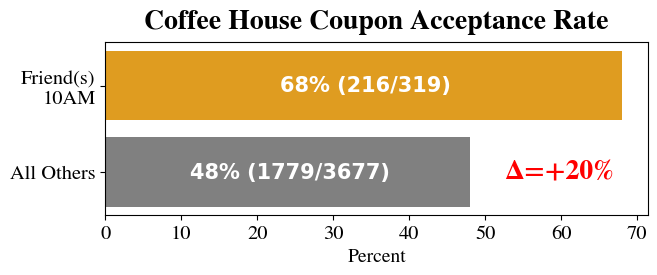 Coffee House Coupon Acceptance Rate
Friend(s)
10AM
68% (216/319)
All Others
48% (1779/3677)
Δ=+20%
0 10 20 30 40 50 60 70
Percent